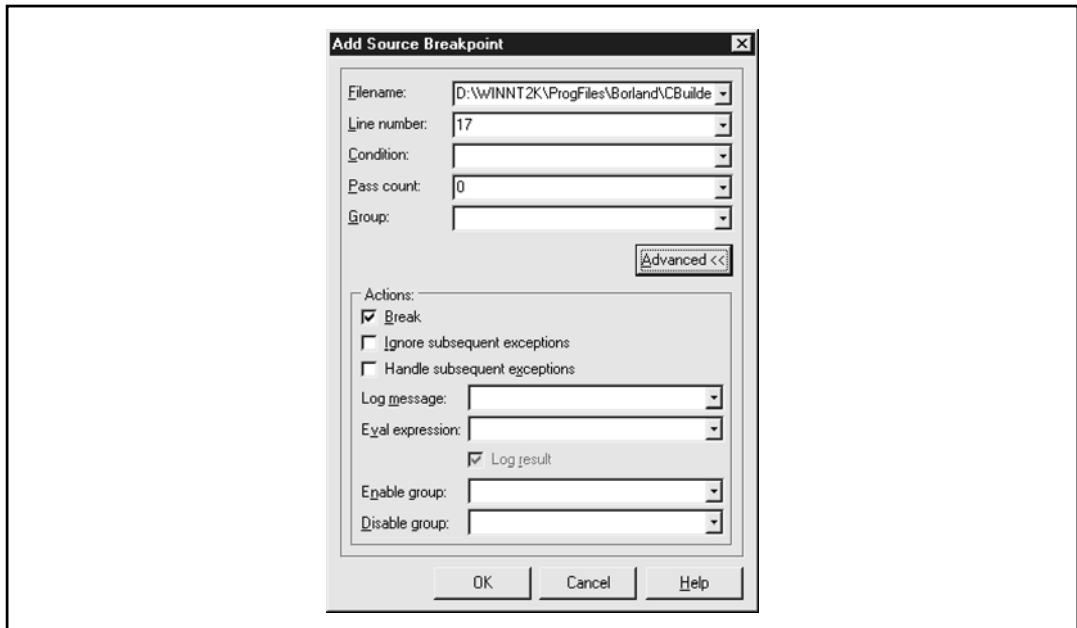 Add Source Breakpoint
Filename: D:\WINNT2K\ProgFiles\Borland\CBuilde
Line number: 17
Condition:
Pass count: 0
Group:
Advanced <<
Actions:
Break
Ignore subsequent exceptions
Handle subsequent exceptions
Log message:
Eval expression:
Log result
Enable group:
Disable group:
OK Cancel Help